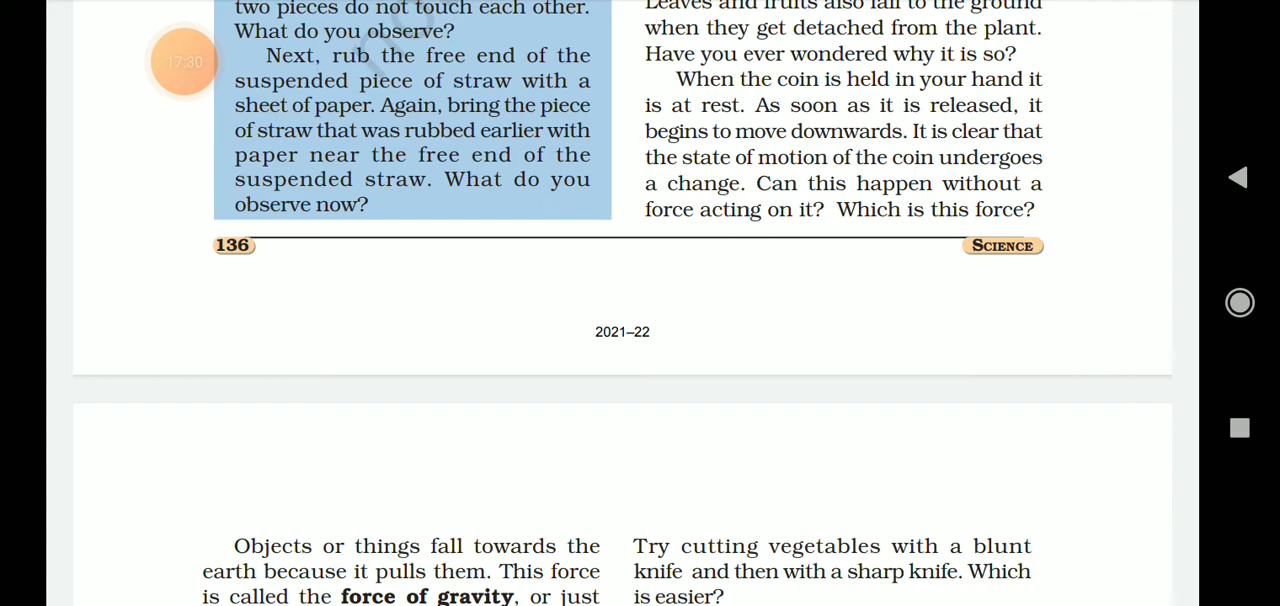 two pieces do not touch each other.
What do you observe?
Next, rub the free end of the
suspended piece of straw with a
sheet of paper. Again, bring the piece
of straw that was rubbed earlier with
paper near the free end of the
suspended straw. What do you
observe now?
Leaves and fruits also fall to the ground
when they get detached from the plant.
Have you ever wondered why it is so?
When the coin is held in your hand it
is at rest. As soon as it is released, it
begins to move downwards. It is clear that
the state of motion of the coin undergoes
a change. Can this happen without a
force acting on it? Which is this force?
17:30
136
SCIENCE
2021–22
Objects or things fall towards the
earth because it pulls them. This force
is called the force of gravity, or just
Try cutting vegetables with a blunt
knife and then with a sharp knife. Which
is easier?